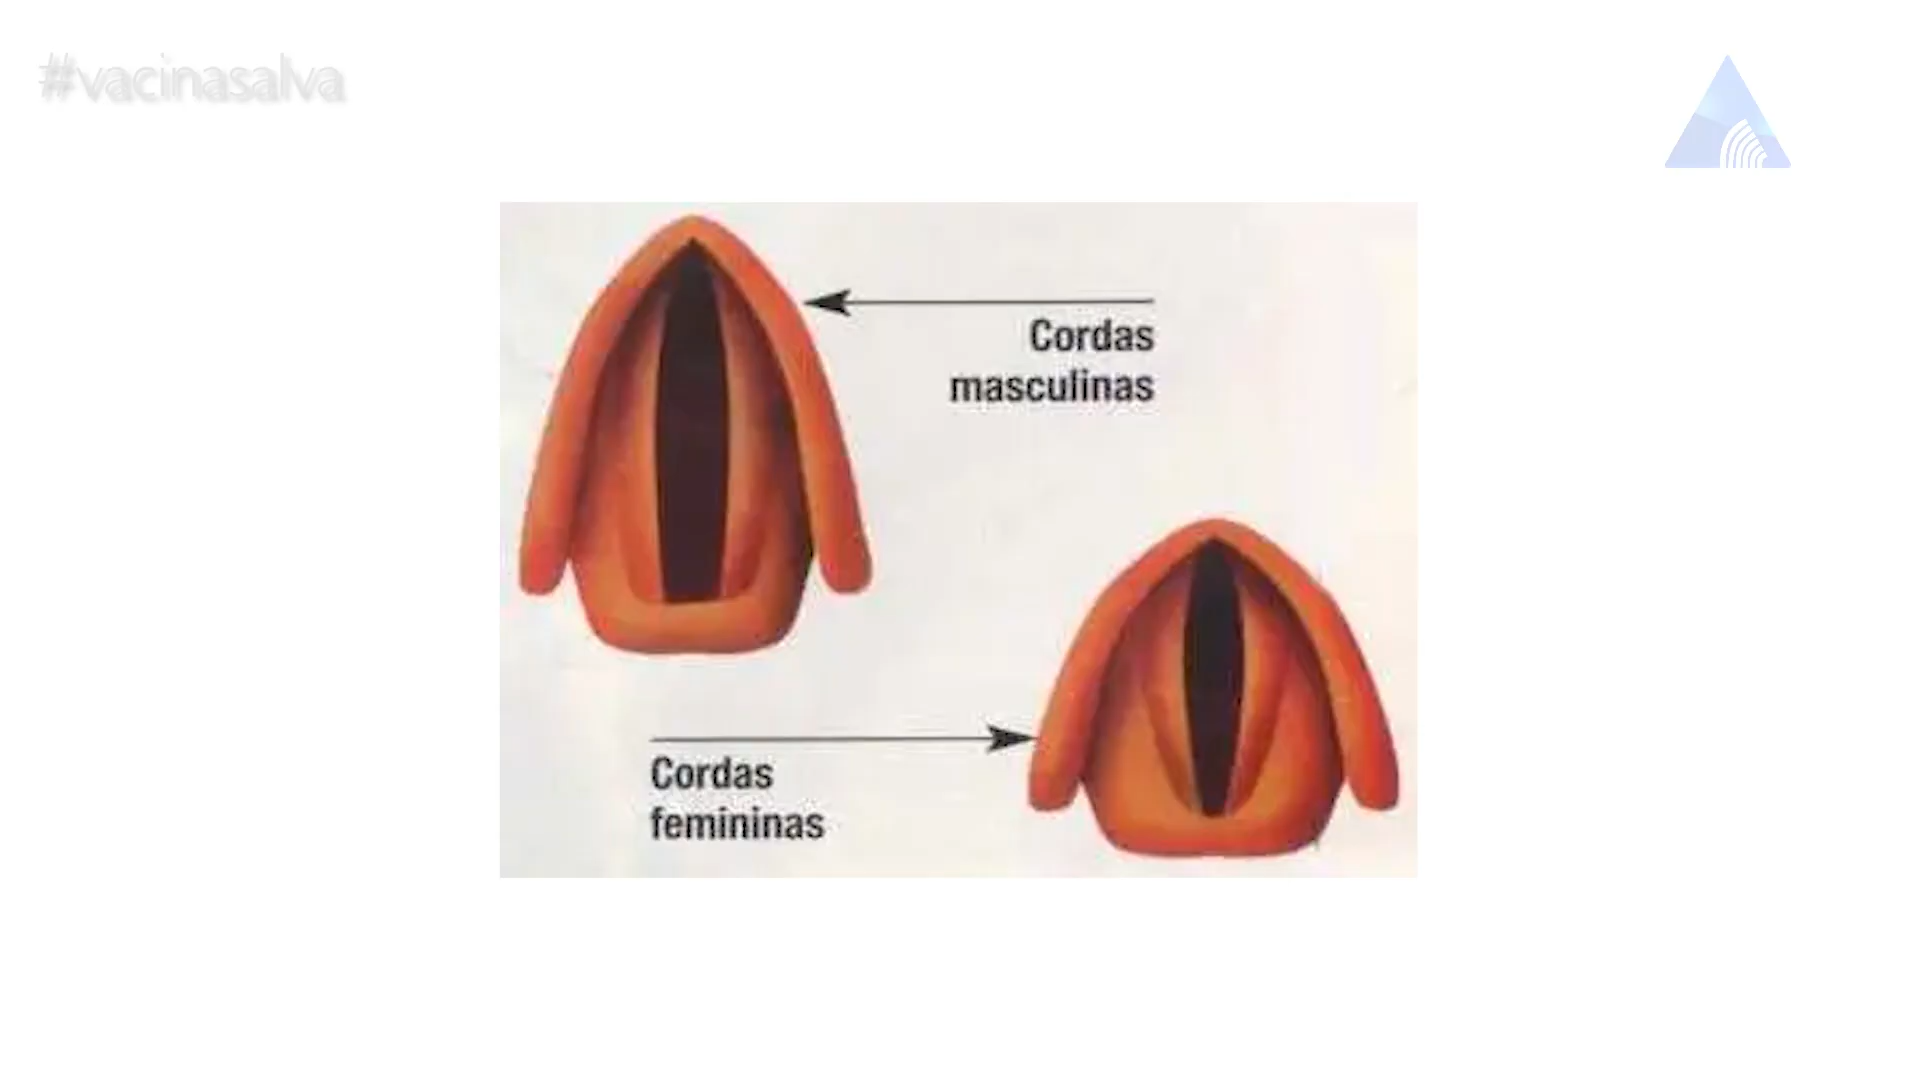 #vacinasalva
Cordas
masculinas
Cordas
femininas